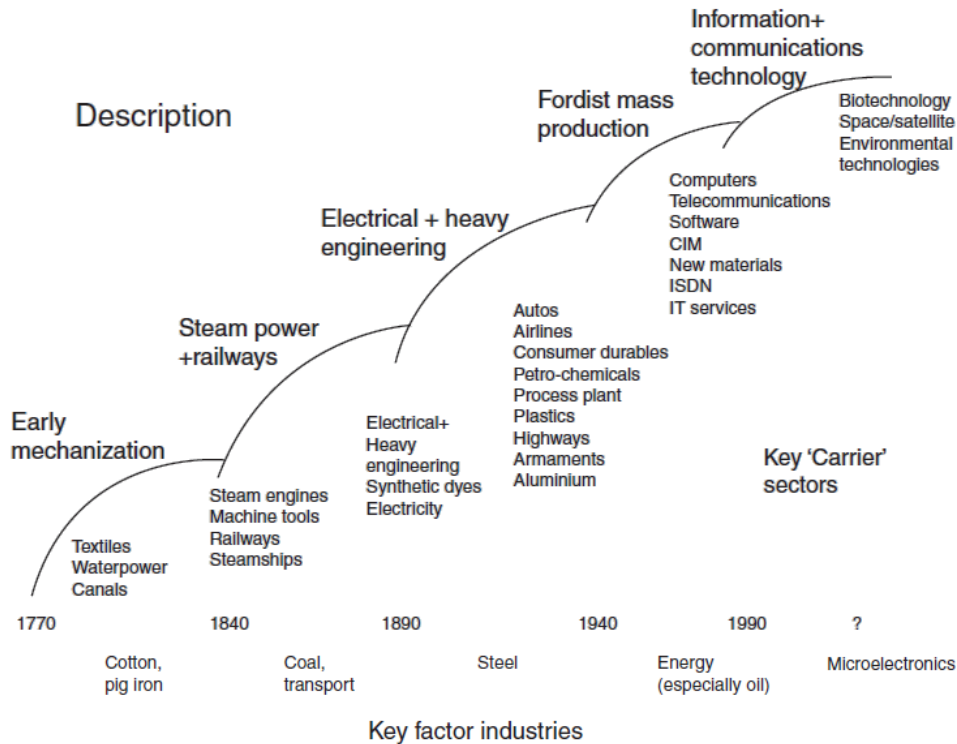 Information+
communications
technology
Description
Fordist mass
production
Biotechnology
Space/satellite
Environmental
technologies
Electrical + heavy
engineering
Computers
Telecommunications
Software
CIM
New materials
ISDN
IT services
Steam power
+railways
Autos
Airlines
Consumer durables
Petro-chemicals
Process plant
Plastics
Highways
Armaments
Aluminium
Early
mechanization
Electrical+
Heavy
engineering
Synthetic dyes
Electricity
Key ‘Carrier’
sectors
Steam engines
Machine tools
Railways
Steamships
Textiles
Waterpower
Canals
1770 1840 1890 1940 1990 ?
Cotton,
pig iron
Coal,
transport
Steel
Energy
(especially oil)
Microelectronics
Key factor industries